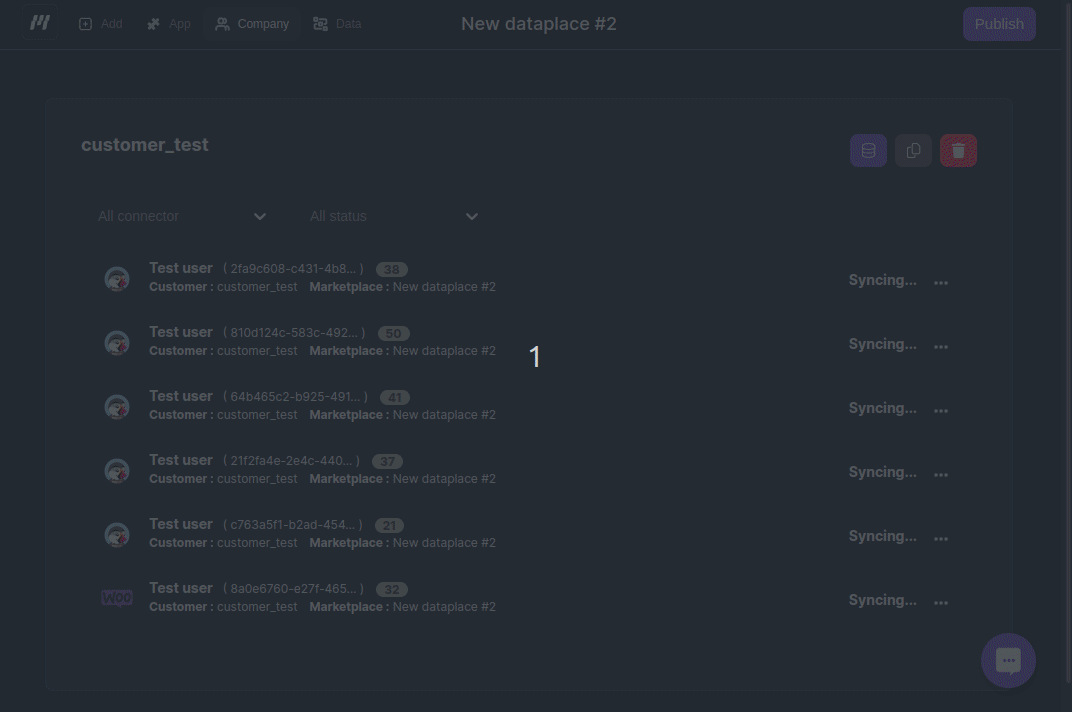 Add App Company Data New dataplace #2 Publish
customer_test
All connector All status
Test user ( 2fa9c608-c431-4b8... ) 38
Customer : customer_test Marketplace : New dataplace #2
Syncing... ...
Test user ( 810d124c-583c-492... ) 50
Customer : customer_test Marketplace : New dataplace #2
Syncing... ...
1
Test user ( 64b465c2-b925-491... ) 41
Customer : customer_test Marketplace : New dataplace #2
Syncing... ...
Test user ( 21f2fa4e-2e4c-440... ) 37
Customer : customer_test Marketplace : New dataplace #2
Syncing... ...
Test user ( c763a5f1-b2ad-454... ) 21
Customer : customer_test Marketplace : New dataplace #2
Syncing... ...
Woo
Test user ( 8a0e6760-e27f-465... ) 32
Customer : customer_test Marketplace : New dataplace #2
Syncing... ...